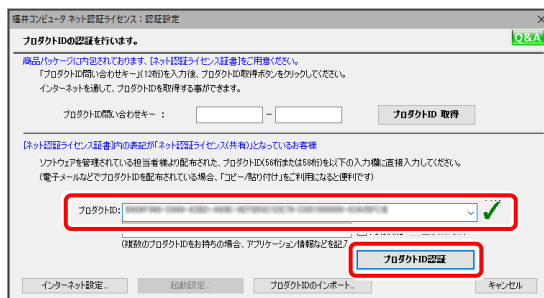 福井コンピュータ ネット認証ライセンス：認証設定
プロダクトIDの認証を行います。
Q&A
商品パッケージに内包されております、[ネット認証ライセンス証書]をご用意ください。
「プロダクトID問い合わせキー」(12桁)を入力後、プロダクトID取得ボタンをクリックしてください。
インターネットを通して、プロダクトIDを取得する事ができます。
プロダクトID問い合わせキー ：
－
プロダクトID 取得
[ネット認証ライセンス証書]内の表記が「ネット認証ライセンス(共有)」となっているお客様
ソフトウェアを管理されている担当者様より配布された、プロダクトID(56桁または58桁)を以下の入力欄に直接入力してください。
(電子メールなどでプロダクトIDを配布されている場合、「コピー/貼り付け」をご利用になると便利です)
プロダクトID:
(複数のプロダクトIDをお持ちの場合、アプリケーション情報などを記入
プロダクトID認証
インターネット設定...
起動設定...
プロダクトIDのインポート...
キャンセル